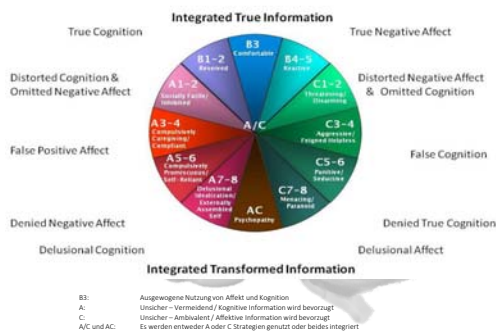 Integrated True Information
True Cognition
True Negative Affect
B3
Comfortable
B1-2
Reserved
B4-5
Reactive
Distorted Cognition &
Omitted Negative Affect
A1-2
Socially Facile/
Inhibited
C1-2
Threatening/
Disarming
Distorted Negative Affect
& Omitted Cognition
A3-4
Compulsively
Caregiving/
Compliant
A/C
C3-4
Aggressive/
Feigned Helpless
False Positive Affect
False Cognition
A5-6
Compulsively
Promiscuous/
Self-Reliant
C5-6
Punitive/
Seductive
A7-8
Delusional
Idealization/
Externally
Assembled
Self
C7-8
Menacing/
Paranoid
AC
Psychopathy
Denied Negative Affect
Denied True Cognition
Delusional Cognition
Delusional Affect
Integrated Transformed Information
B3: Ausgewogene Nutzung von Affekt und Kognition
A: Unsicher – Vermeidend / Kognitive Information wird bevorzugt
C: Unsicher – Ambivalent / Affektive Information wird bevorzugt
A/C und AC: Es werden entweder A oder C Strategien genutzt oder beides integriert